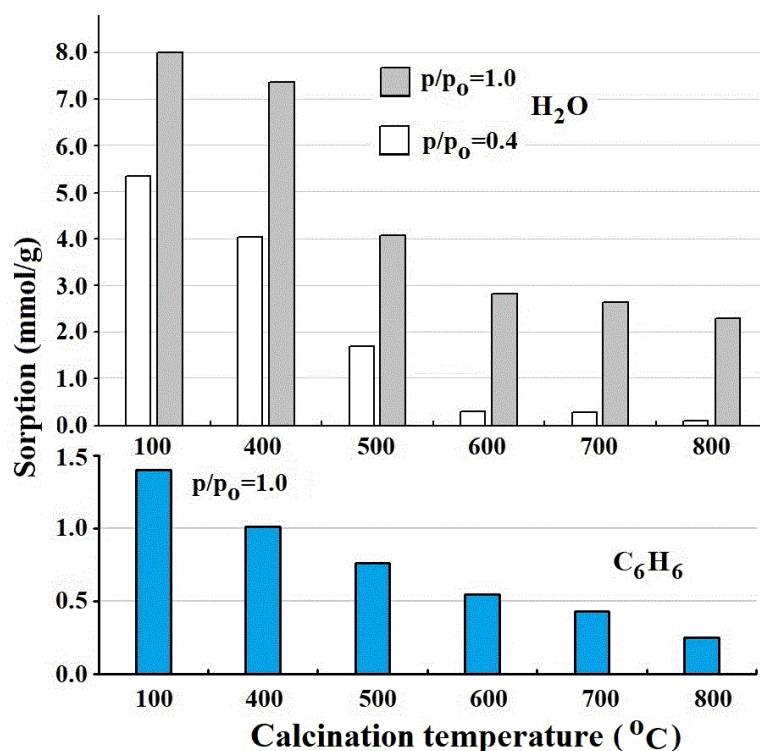 8.0
7.0
6.0
5.0
4.0
3.0
2.0
1.0
0.0
p/po=1.0
H2O
p/po=0.4
100 400 500 600 700 800
Sorption (mmol/g)
1.5
1.0
0.5
0.0
p/po=1.0
C6H6
100 400 500 600 700 800
Calcination temperature (oC)